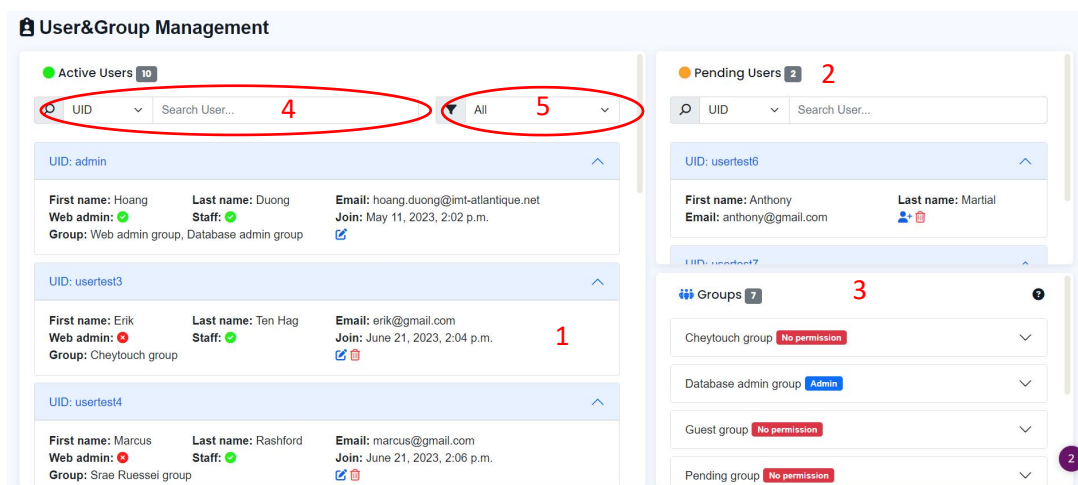 User&Group Management
Active Users 10
UID Search User... 4
All 5
UID: admin
First name: Hoang Last name: Duong Email: hoang.duong@imt-atlantique.net
Web admin: Staff: Join: May 11, 2023, 2:02 p.m.
Group: Web admin group, Database admin group
UID: usertest3
First name: Erik Last name: Ten Hag Email: erik@gmail.com
Web admin: Staff: Join: June 21, 2023, 2:04 p.m. 1
Group: Cheytouch group
UID: usertest4
First name: Marcus Last name: Rashford Email: marcus@gmail.com
Web admin: Staff: Join: June 21, 2023, 2:06 p.m.
Group: Srae Ruessei group
Pending Users 2 2
UID Search User...
UID: usertest6
First name: Anthony Last name: Martial
Email: anthony@gmail.com
UID: usertest7
Groups 7 3 ?
Cheytouch group No permission
Database admin group Admin
Guest group No permission
Pending group No permission
2